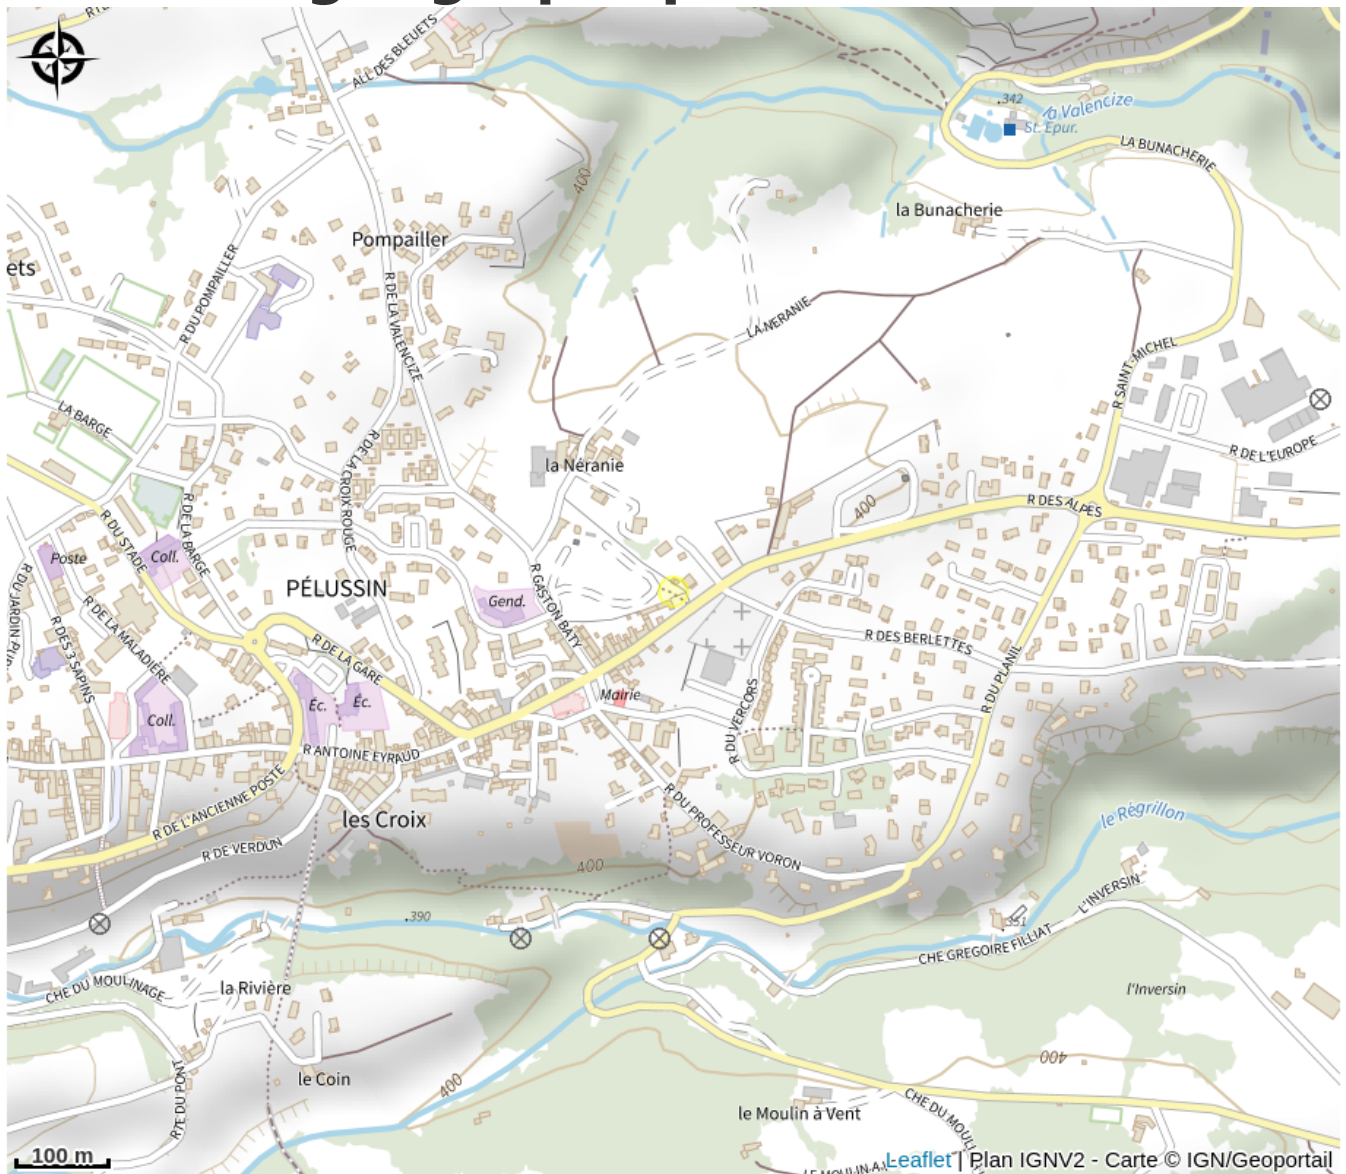 ALL DES BLEUETS
.342
la Valencize
St. Epur.
LA BUNACHERIE
400
la Bunacherie
Pompailler
ets
R DU POMPAILLER
R DE LA VALENCIZE
LA NERANIE
R SAINT-MICHEL
LA BARGE
R DE L'EUROPE
R DE LA CROIX ROUGE
la Néranie
R DES ALPES
400
R DU STADE
R DE LA BARGE
Poste
Coll.
PÉLUSSIN
Gend.
R GASTON BATY
R DU JARDIN PU
R DES 3 SAPINS
R DE LA MALADIÈRE
R DE LA GARE
R DES BERLETTES
R DU PLANIL
Éc.
Éc.
Mairie
Coll.
R DU VERCORS
R ANTOINE EYRAUD
R DE L'ANCIENNE POSTE
R DU PROFESSEUR VORON
les Croix
le Régrillon
R DE VERDUN
400
L'INVERSIN
.390
351
CHE GREGOIRE FILLIAT
CHE DU MOULINAGE
la Rivière
l'Inversin
400
le Coin
400
RTE DU PONT
le Moulin à Vent
CHE DU MOULI
LE MOULIN A
100 m
Leaflet | Plan IGNV2 - Carte © IGN/Geoportail